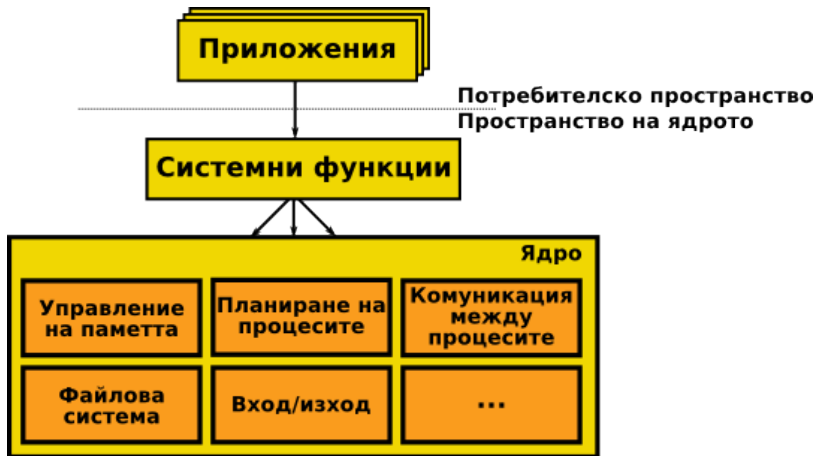 Приложения
Потребителско пространство
Пространство на ядрото
Системни функции
Ядро
Управление
на паметта
Планиране на
процесите
Комуникация
между
процесите
Файлова
система
Вход/изход
...